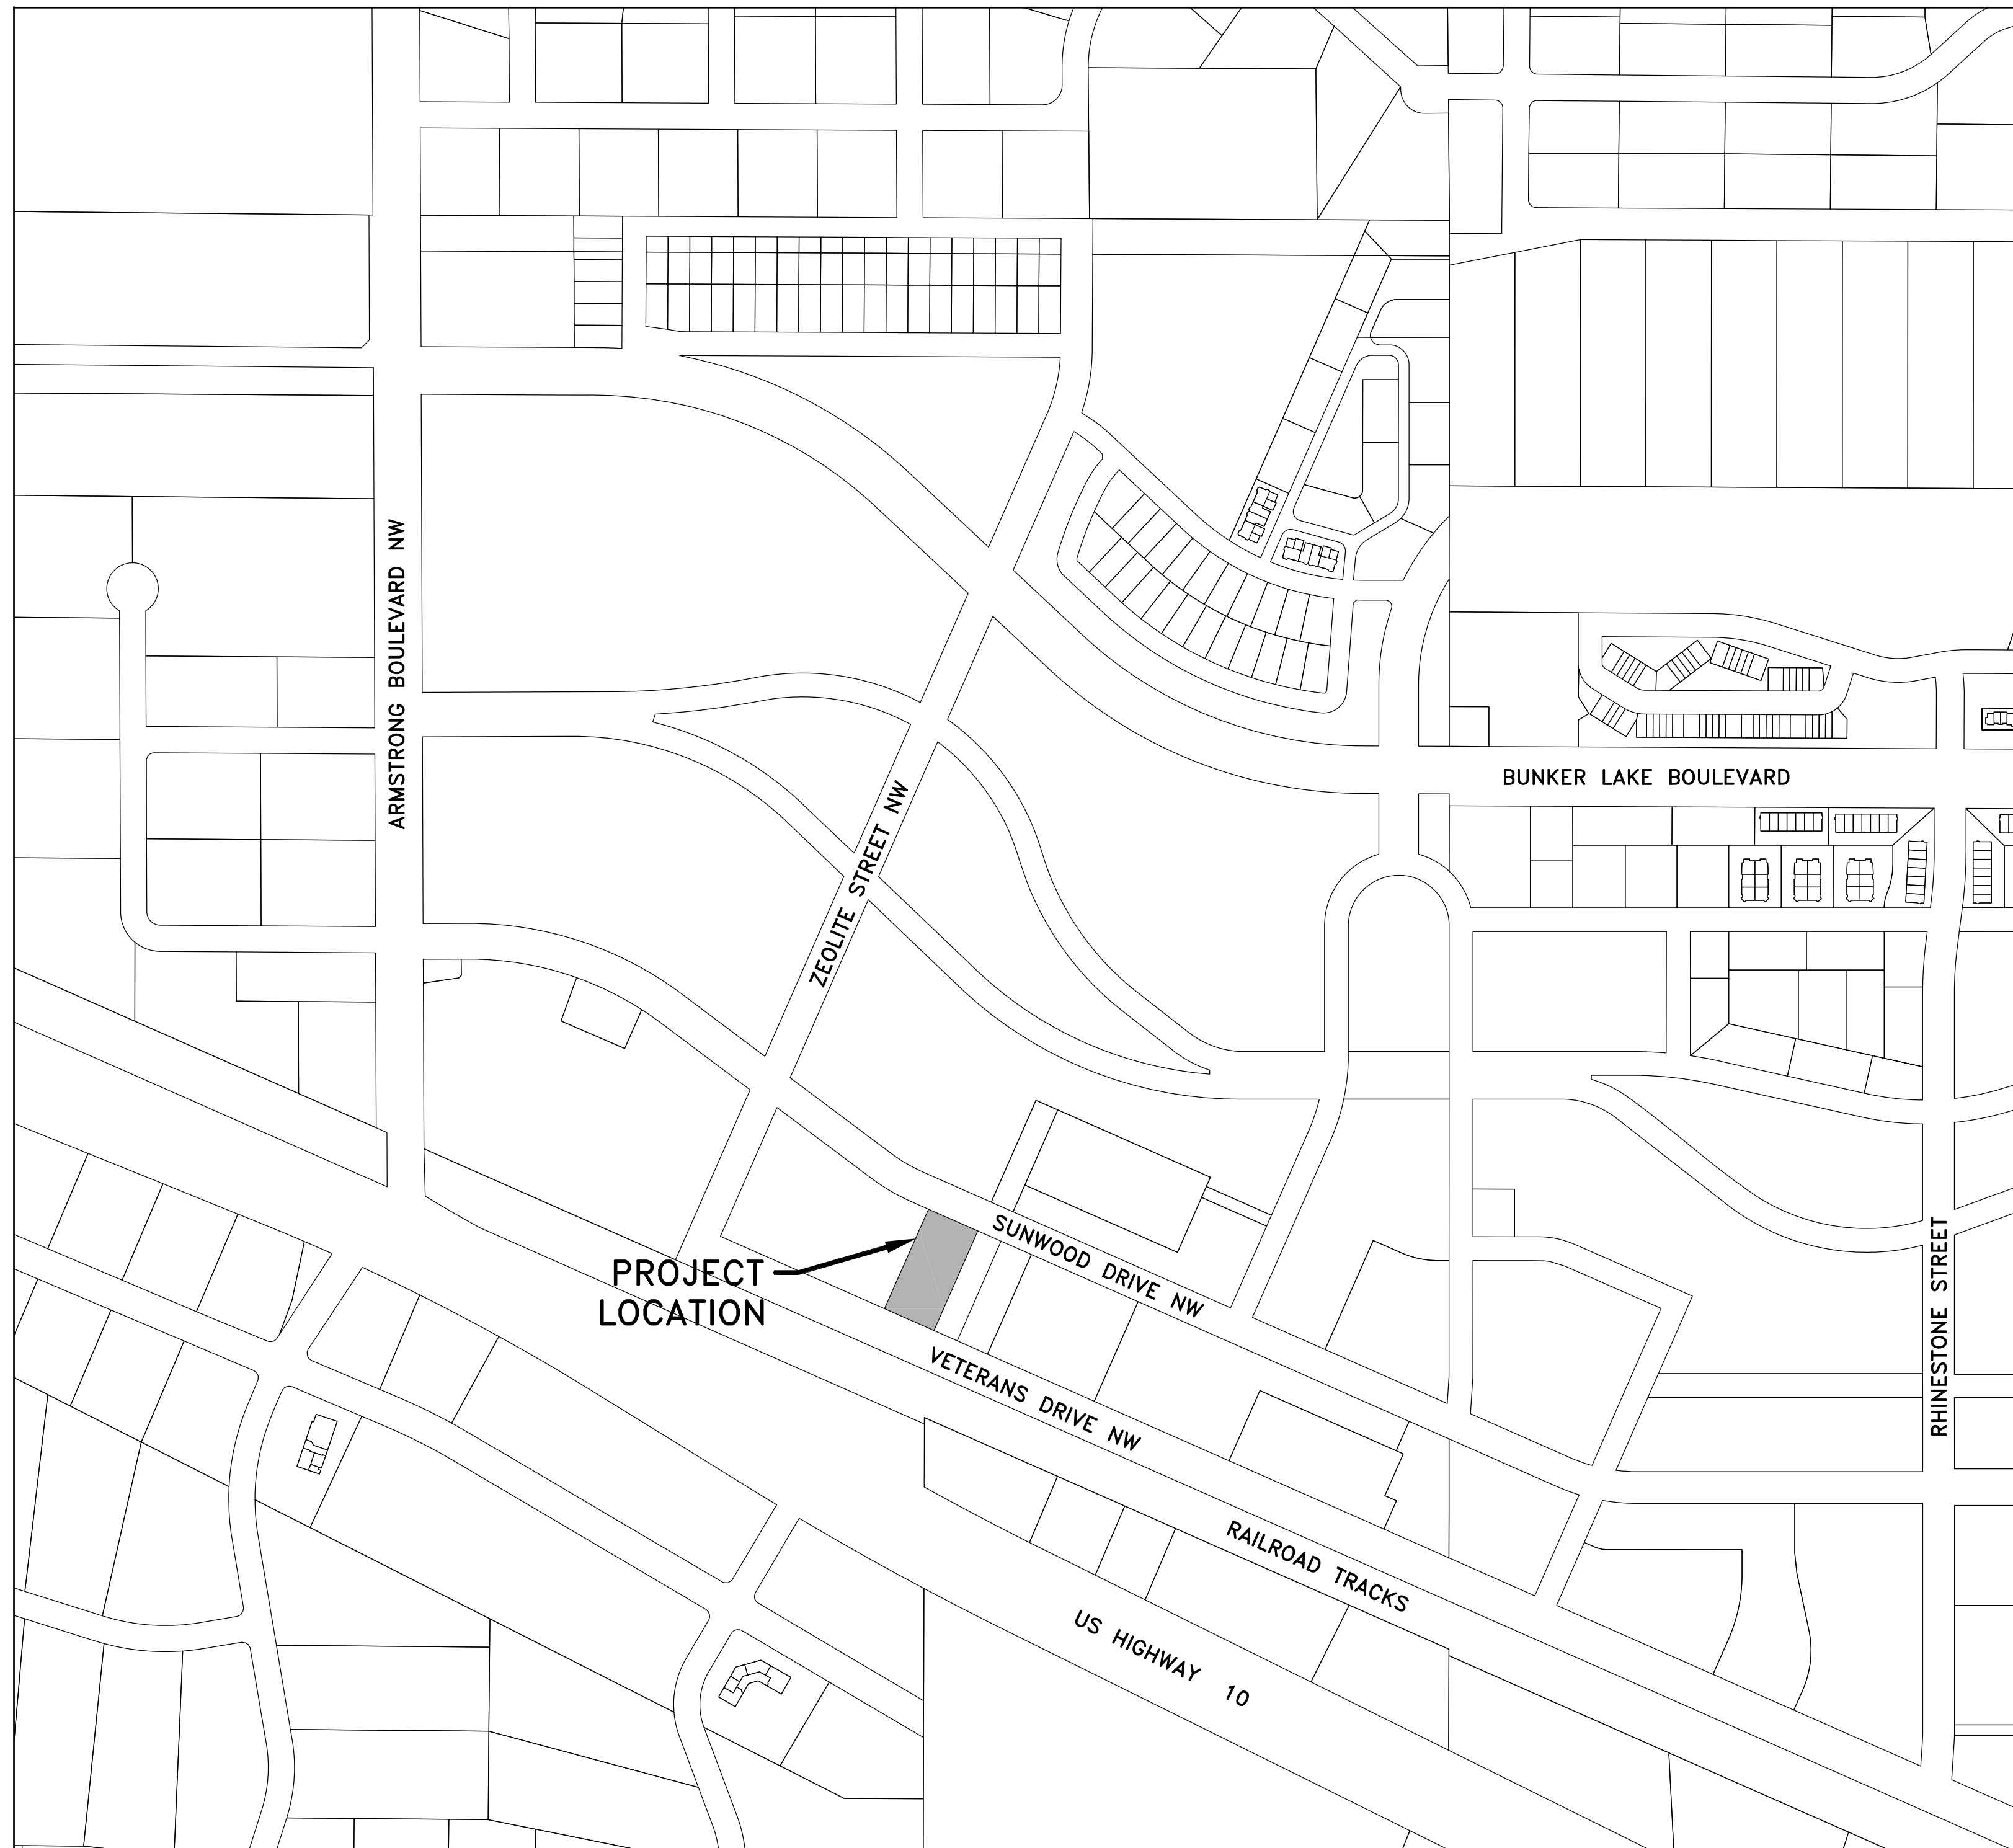 ARMSTRONG BOULEVARD NW
BUNKER LAKE BOULEVARD
ZEOLITE STREET NW
SUNWOOD DRIVE NW
PROJECT
LOCATION
RHINESTONE STREET
VETERANS DRIVE NW
RAILROAD TRACKS
US HIGHWAY 10